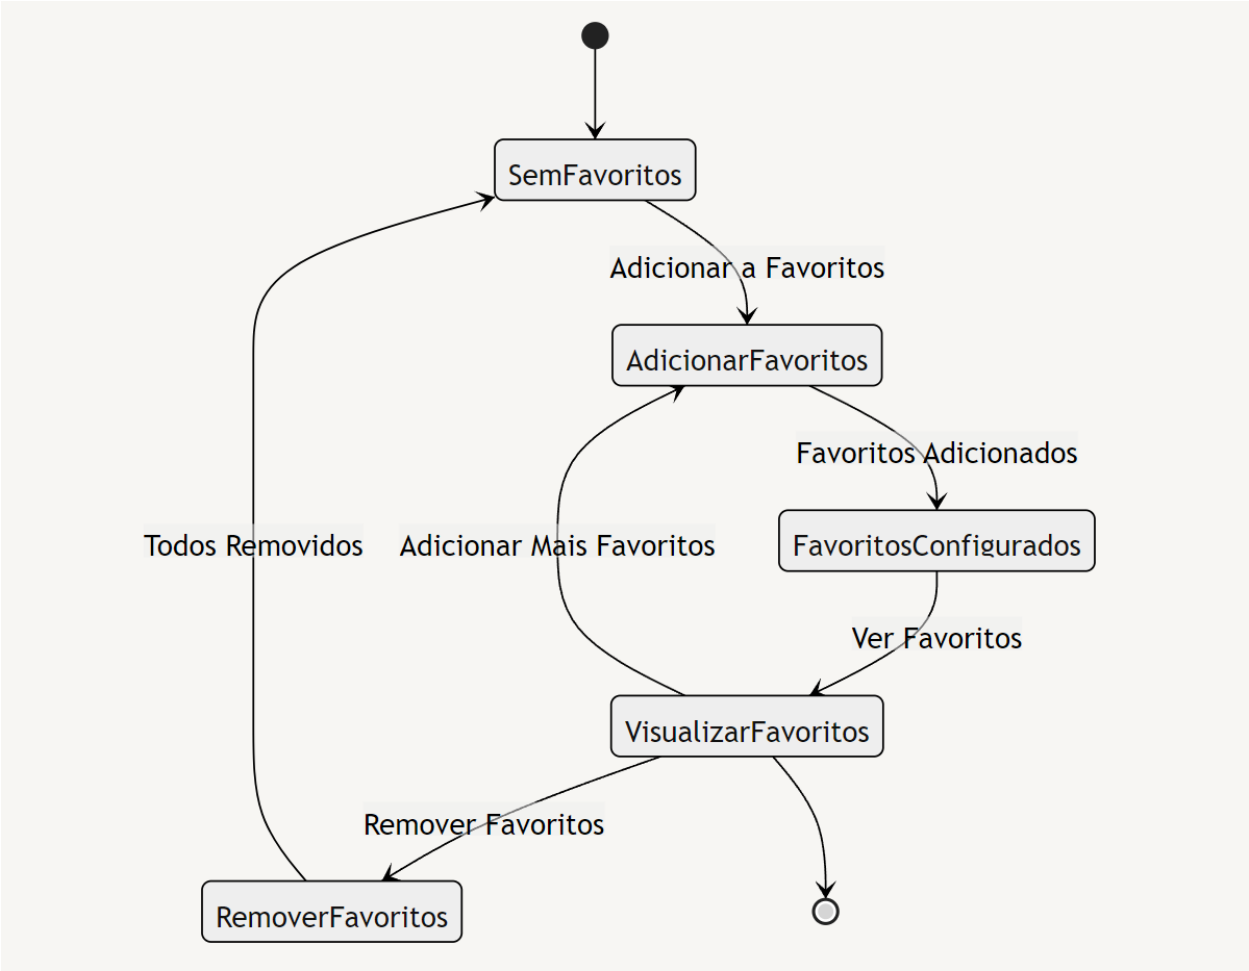 SemFavoritos
Adicionar a Favoritos
AdicionarFavoritos
Favoritos Adicionados
Todos Removidos
Adicionar Mais Favoritos
FavoritosConfigurados
Ver Favoritos
VisualizarFavoritos
Remover Favoritos
RemoverFavoritos